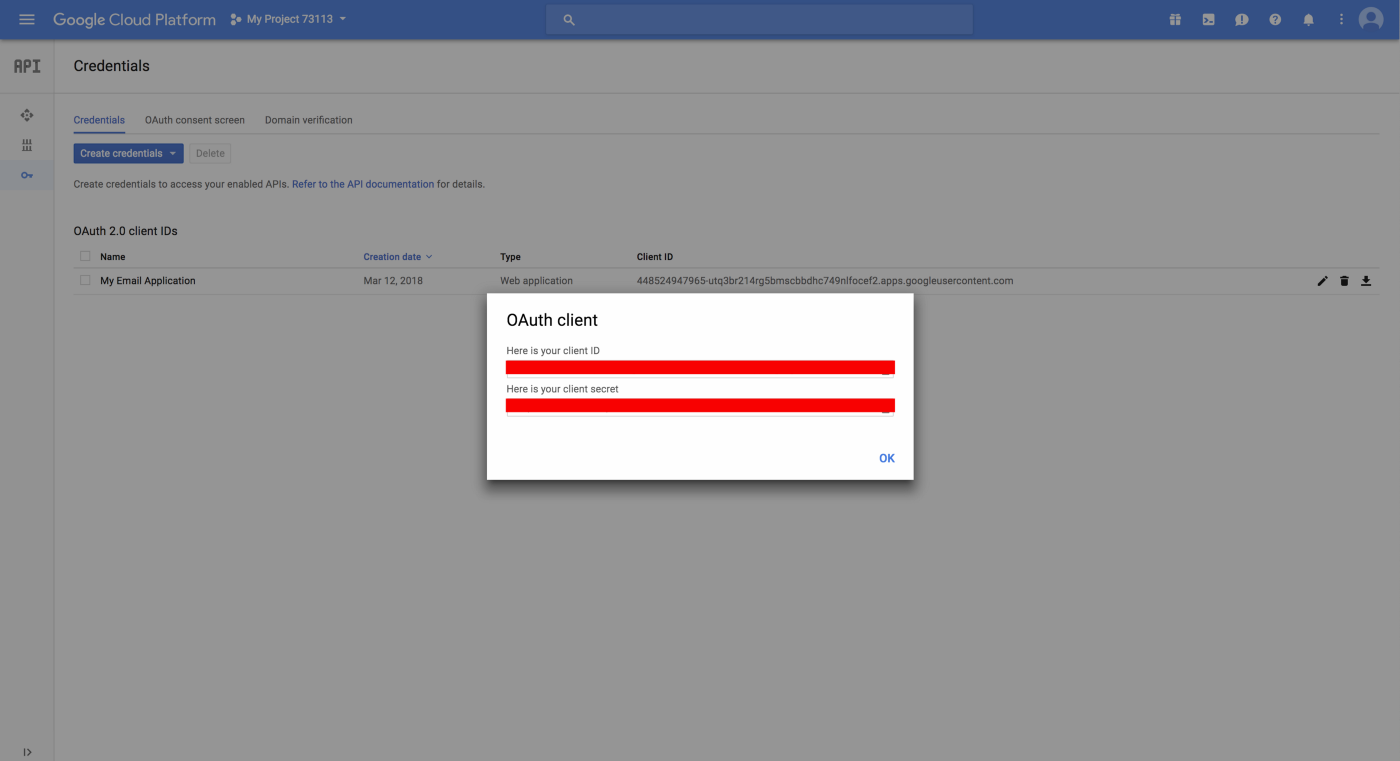 Google Cloud Platform My Project 73113
API Credentials
Credentials OAuth consent screen Domain verification
Create credentials Delete
Create credentials to access your enabled APIs. Refer to the API documentation for details.
OAuth 2.0 client IDs
Name Creation date Type Client ID
My Email Application Mar 12, 2018 Web application 448524947965-utq3br214rg5bmscbbdhc749nlfocef2.apps.googleusercontent.com
OAuth client
Here is your client ID
Here is your client secret
OK